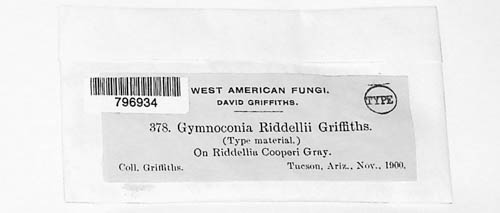 WEST AMERICAN FUNGI.
DAVID GRIFFITHS.
TYPE
796934
378. Gymnoconia Riddellii Griffiths.
(Type material.)
On Riddellia Cooperi Gray.
Coll. Griffiths. Tucson, Ariz., Nov., 1900.